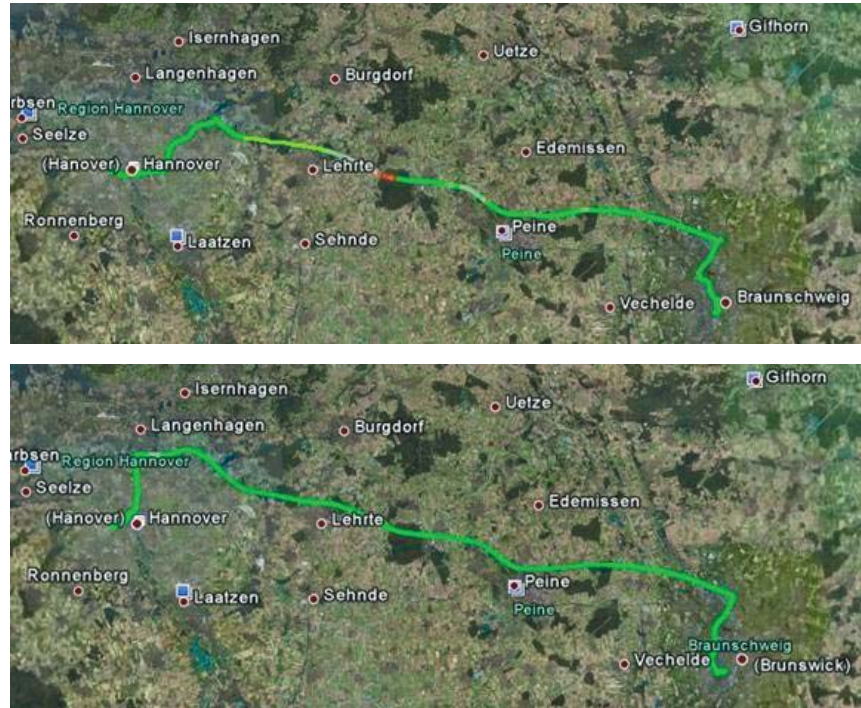 Isernhagen
Gifhorn
Uetze
Langenhagen
Burgdorf
arbsen
Region Hannover
Seelze
Edemissen
(Hanover) Hannover
Lehrte
Ronnenberg
Laatzen
Sehnde
Peine
Peine
Vechelde
Braunschweig
Isernhagen
Gifhorn
Uetze
Langenhagen
Burgdorf
arbsen
Region Hannover
Seelze
Edemissen
(Hanover) Hannover
Lehrte
Ronnenberg
Laatzen
Sehnde
Peine
Peine
Braunschweig
Vechelde
(Brunswick)